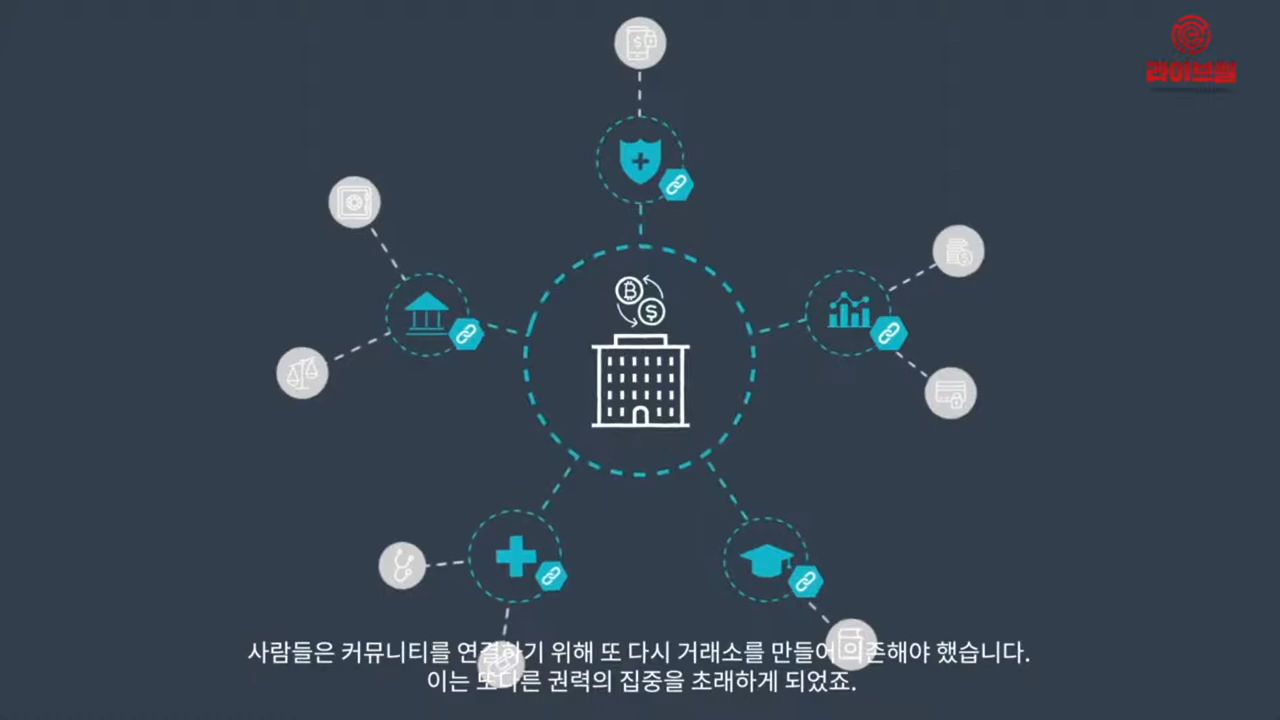 라이브월
사람들은 커뮤니티를 연결하기 위해 또 다시 거래소를 만들어 의존해야 했습니다.
이는 또다른 권력의 집중을 초래하게 되었죠.